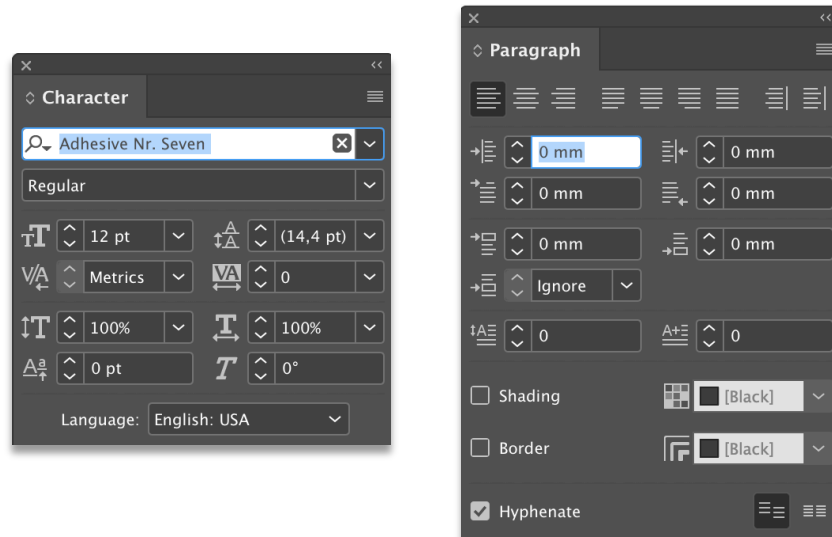 Character
Adhesive Nr. Seven
Regular
12 pt
(14,4 pt)
Metrics
0
100%
100%
0 pt
0°
Language: English: USA
Paragraph
0 mm
0 mm
0 mm
0 mm
0 mm
0 mm
Ignore
0
0
Shading
[Black]
Border
[Black]
Hyphenate